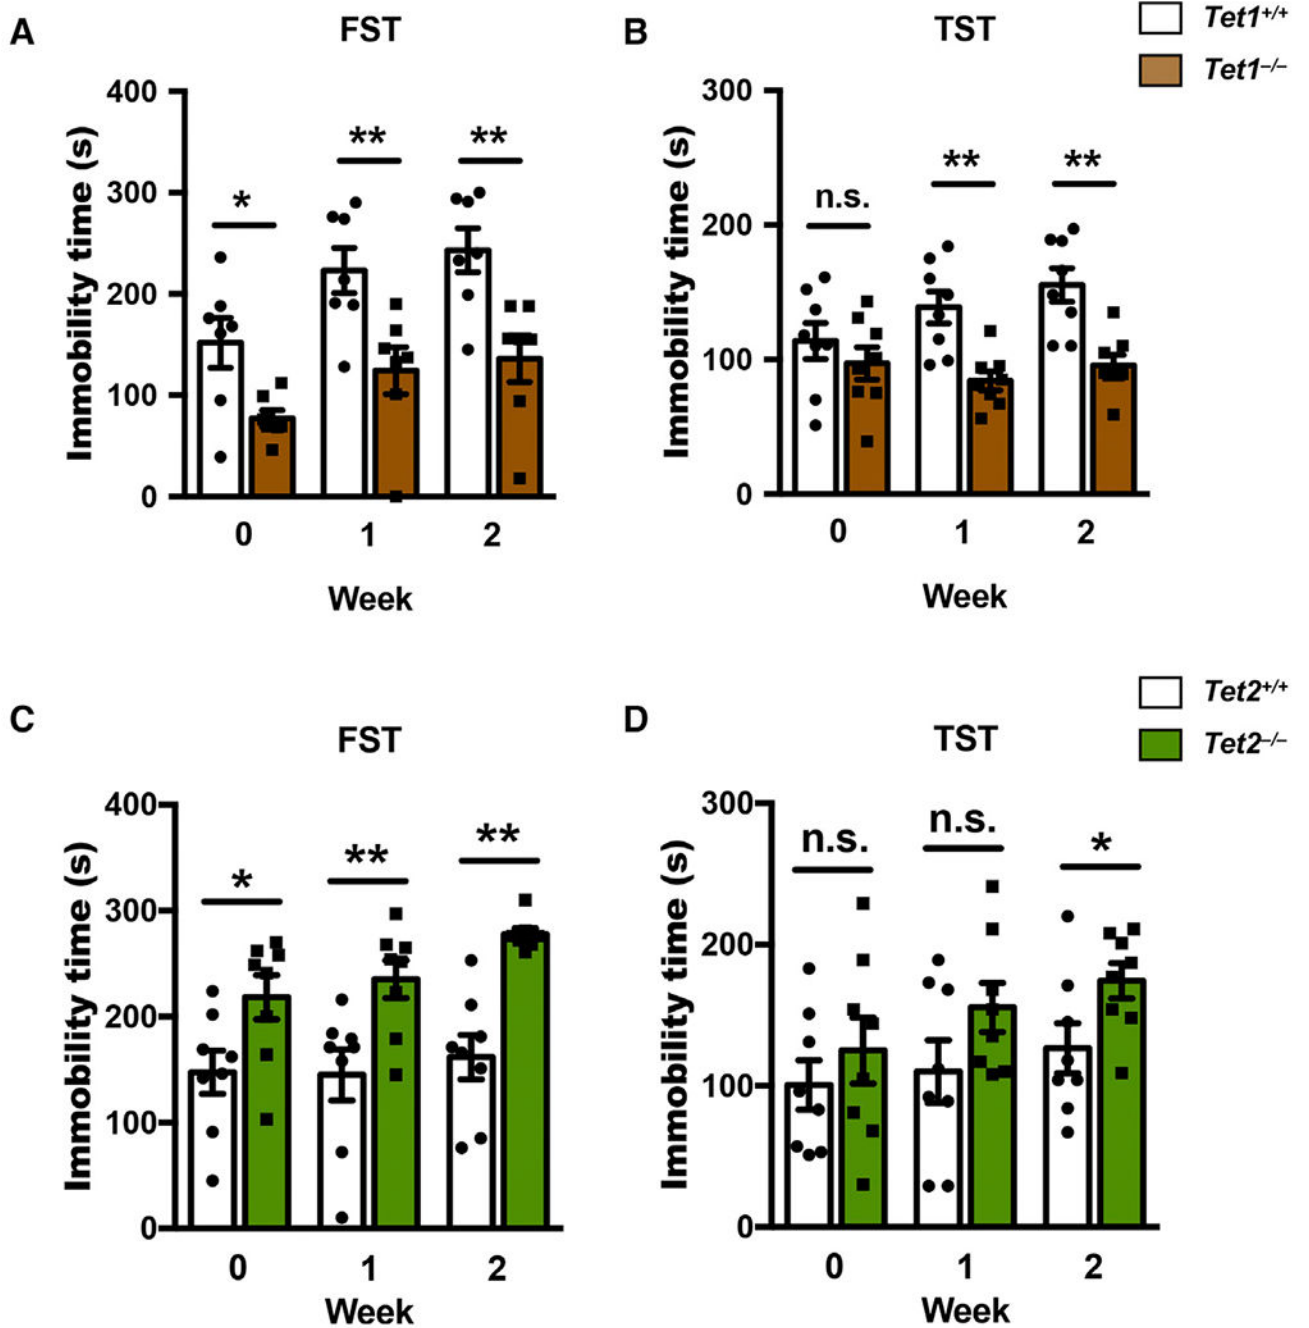 A
FST
B
TST
Tet1+/+
Tet1−/−
400
300
200
100
0
Immobility time (s)
*
**
**
0
1
2
Week
300
200
100
0
Immobility time (s)
n.s.
**
**
0
1
2
Week
Tet2+/+
Tet2−/−
C
FST
D
TST
400
300
200
100
0
Immobility time (s)
*
**
**
0
1
2
Week
300
200
100
0
Immobility time (s)
n.s.
n.s.
*
0
1
2
Week